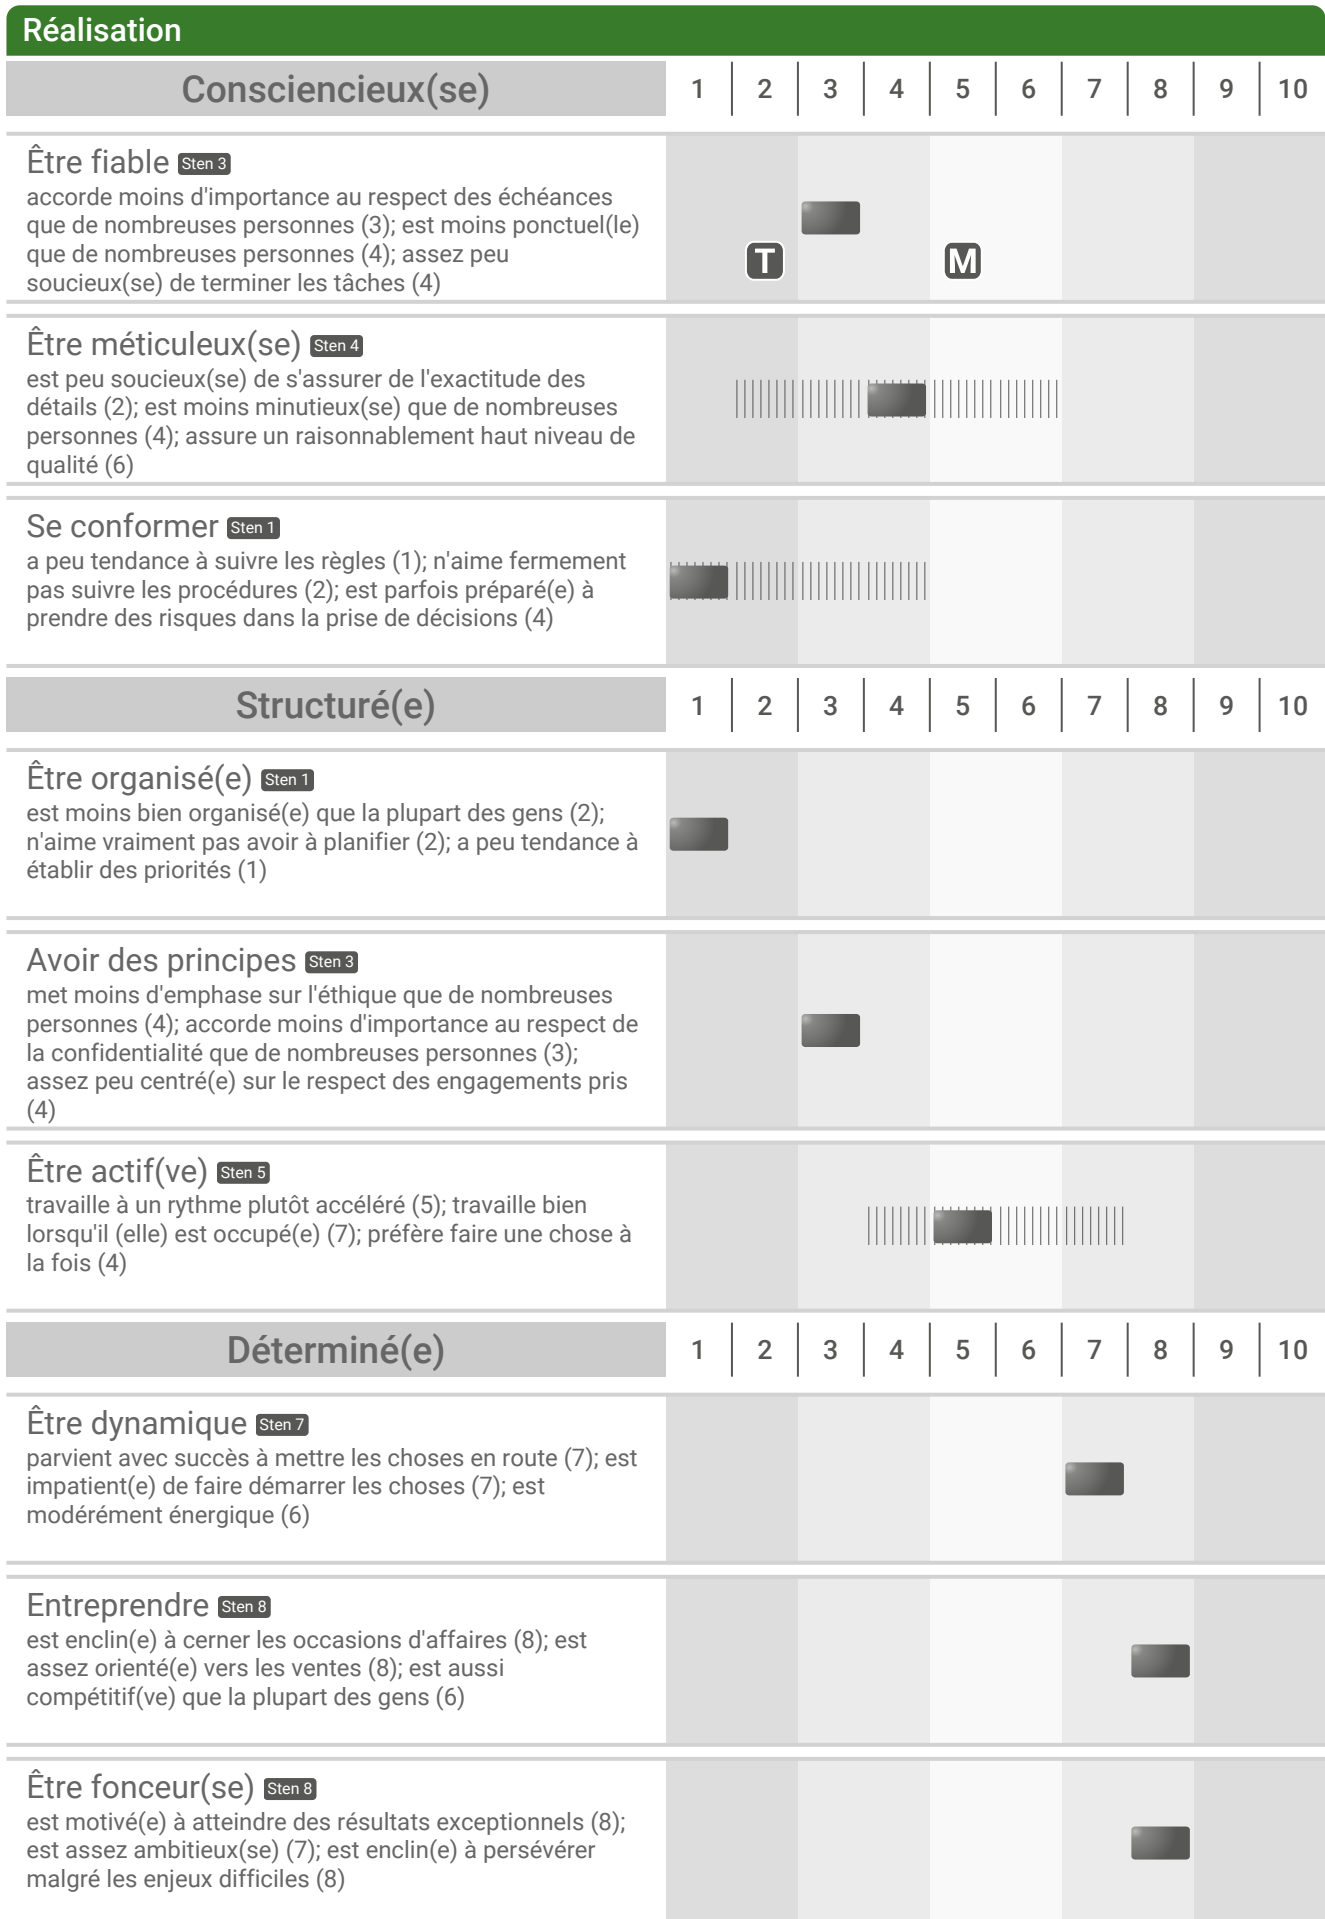 Réalisation
Consciencieux(se)
1 2 3 4 5 6 7 8 9 10
Être fiable Sten 3
accorde moins d'importance au respect des échéances
que de nombreuses personnes (3); est moins ponctuel(le)
que de nombreuses personnes (4); assez peu
soucieux(se) de terminer les tâches (4)
T M
Être méticuleux(se) Sten 4
est peu soucieux(se) de s'assurer de l'exactitude des
détails (2); est moins minutieux(se) que de nombreuses
personnes (4); assure un raisonnablement haut niveau de
qualité (6)
Se conformer Sten 1
a peu tendance à suivre les règles (1); n'aime fermement
pas suivre les procédures (2); est parfois préparé(e) à
prendre des risques dans la prise de décisions (4)
Structuré(e)
1 2 3 4 5 6 7 8 9 10
Être organisé(e) Sten 1
est moins bien organisé(e) que la plupart des gens (2);
n'aime vraiment pas avoir à planifier (2); a peu tendance à
établir des priorités (1)
Avoir des principes Sten 3
met moins d'emphase sur l'éthique que de nombreuses
personnes (4); accorde moins d'importance au respect de
la confidentialité que de nombreuses personnes (3);
assez peu centré(e) sur le respect des engagements pris
(4)
Être actif(ve) Sten 5
travaille à un rythme plutôt accéléré (5); travaille bien
lorsqu'il (elle) est occupé(e) (7); préfère faire une chose à
la fois (4)
Déterminé(e)
1 2 3 4 5 6 7 8 9 10
Être dynamique Sten 7
parvient avec succès à mettre les choses en route (7); est
impatient(e) de faire démarrer les choses (7); est
modérément énergique (6)
Entreprendre Sten 8
est enclin(e) à cerner les occasions d'affaires (8); est
assez orienté(e) vers les ventes (8); est aussi
compétitif(ve) que la plupart des gens (6)
Être fonceur(se) Sten 8
est motivé(e) à atteindre des résultats exceptionnels (8);
est assez ambitieux(se) (7); est enclin(e) à persévérer
malgré les enjeux difficiles (8)